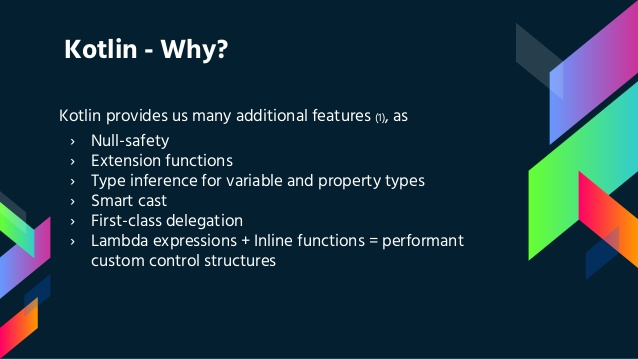 Kotlin - Why?
Kotlin provides us many additional features (1), as
› Null-safety
› Extension functions
› Type inference for variable and property types
› Smart cast
› First-class delegation
› Lambda expressions + Inline functions = performant
custom control structures